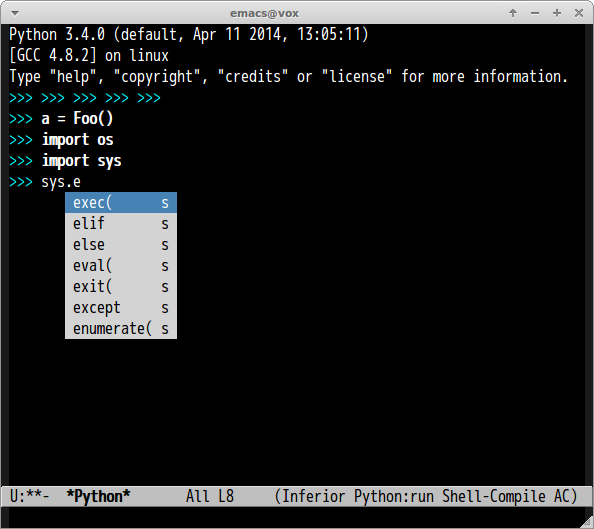 emacs@vox
Python 3.4.0 (default, Apr 11 2014, 13:05:11)
[GCC 4.8.2] on linux
Type "help", "copyright", "credits" or "license" for more information.
>>> >>> >>> >>> >>>
>>> a = Foo()
>>> import os
>>> import sys
>>> sys.e
exec( s
elif s
else s
eval( s
exit( s
except s
enumerate( s
U:**- *Python* All L8 (Inferior Python:run Shell-Compile AC)